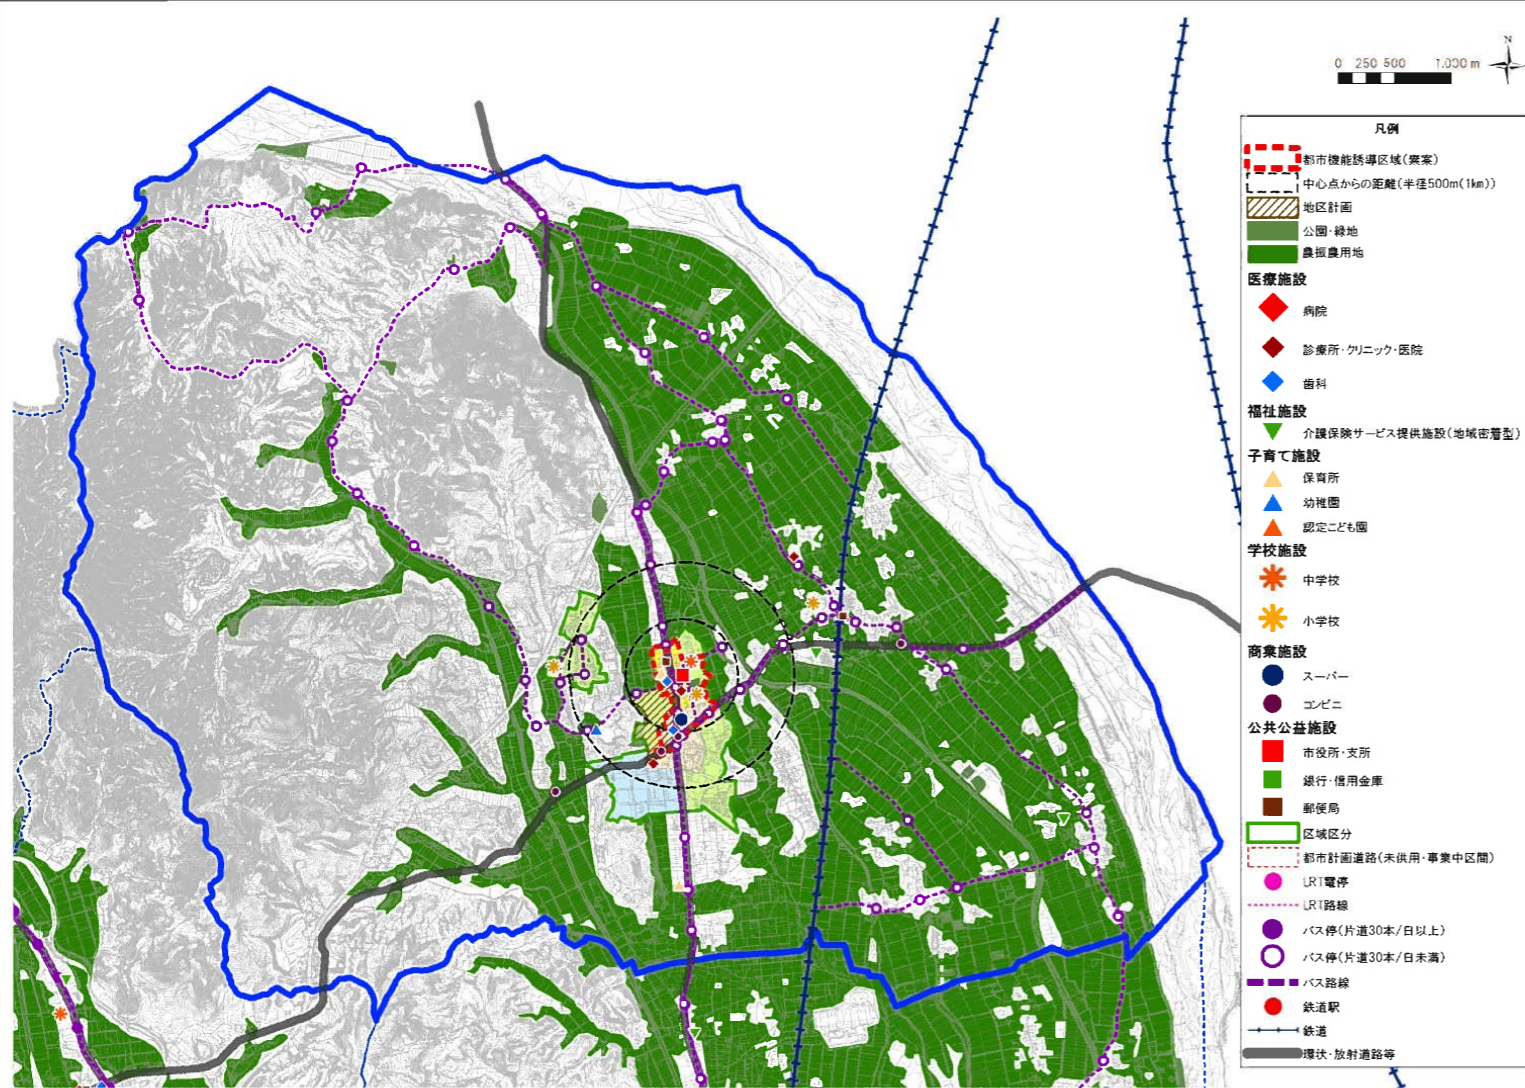 N
0 250 500 1,000 m
凡例
都市機能誘導区域(素案)
中心点からの距離(半径500m(1km))
地区計画
公園・緑地
農振農用地
医療施設
病院
診療所・クリニック・医院
歯科
福祉施設
介護保険サービス提供施設(地域密着型)
子育て施設
保育所
幼稚園
認定こども園
学校施設
中学校
小学校
商業施設
スーパー
コンビニ
公共公益施設
市役所・支所
銀行・信用金庫
郵便局
区域区分
都市計画道路(未供用・事業中区間)
LRT電停
LRT路線
バス停(片道30本/日以上)
バス停(片道30本/日未満)
バス路線
鉄道駅
鉄道
環状・放射道路等